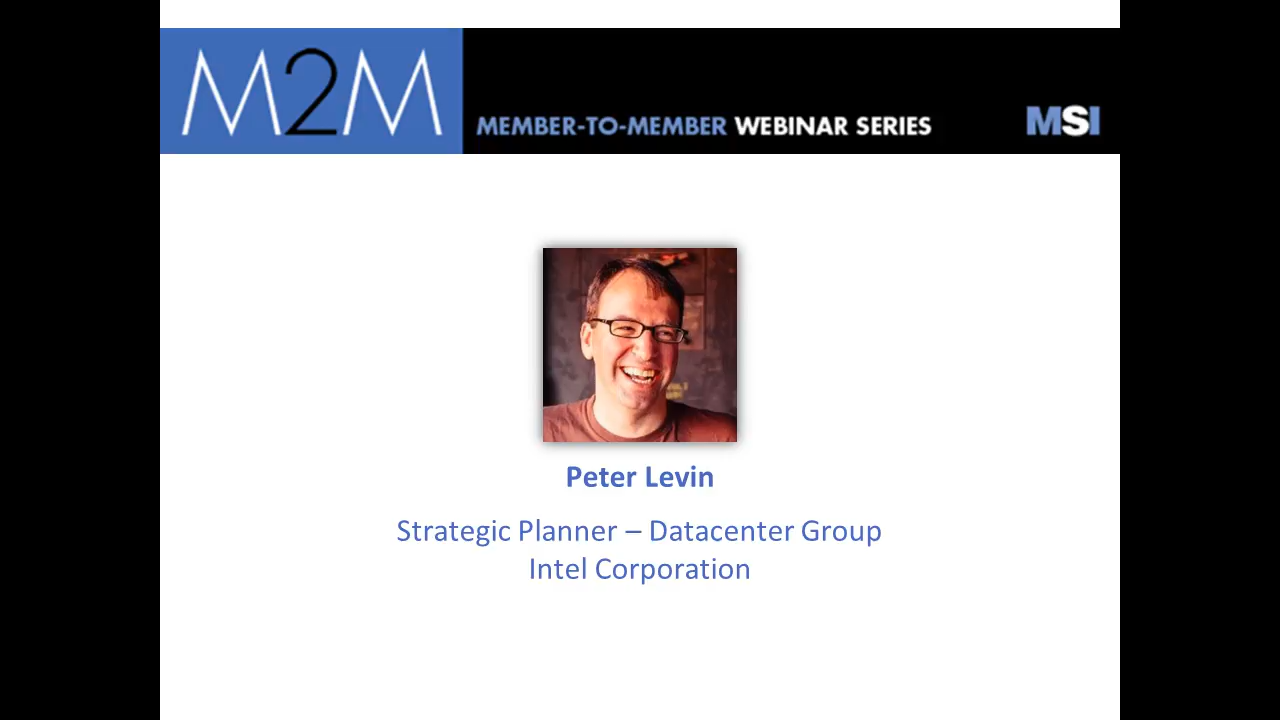 M2M
MEMBER-TO-MEMBER WEBINAR SERIES
MSI
Peter Levin
Strategic Planner – Datacenter Group
Intel Corporation